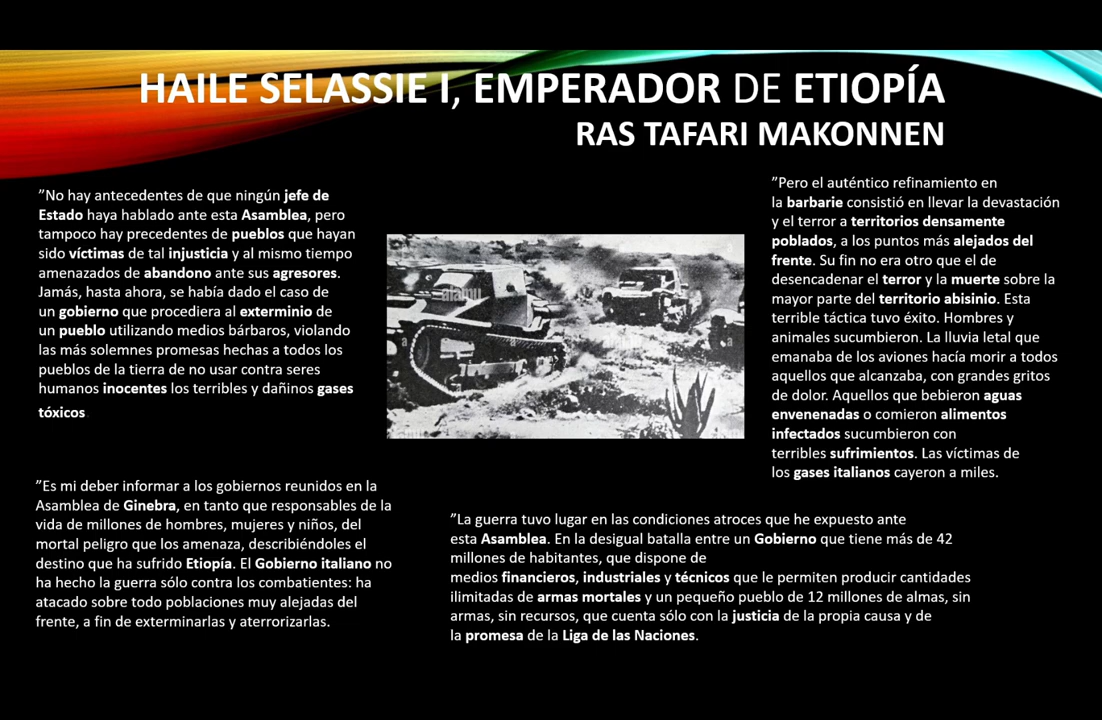 HAILE SELASSIE I, EMPERADOR DE ETIOPÍA
RAS TAFARI MAKONNEN
”No hay antecedentes de que ningún jefe de
Estado haya hablado ante esta Asamblea, pero
tampoco hay precedentes de pueblos que hayan
sido víctimas de tal injusticia y al mismo tiempo
amenazados de abandono ante sus agresores.
Jamás, hasta ahora, se había dado el caso de
un gobierno que procediera al exterminio de
un pueblo utilizando medios bárbaros, violando
las más solemnes promesas hechas a todos los
pueblos de la tierra de no usar contra seres
humanos inocentes los terribles y dañinos gases
tóxicos.
”Es mi deber informar a los gobiernos reunidos en la
Asamblea de Ginebra, en tanto que responsables de la
vida de millones de hombres, mujeres y niños, del
mortal peligro que los amenaza, describiéndoles el
destino que ha sufrido Etiopía. El Gobierno italiano no
ha hecho la guerra sólo contra los combatientes: ha
atacado sobre todo poblaciones muy alejadas del
frente, a fin de exterminarlas y aterrorizarlas.
alamy
”Pero el auténtico refinamiento en
la barbarie consistió en llevar la devastación
y el terror a territorios densamente
poblados, a los puntos más alejados del
frente. Su fin no era otro que el de
desencadenar el terror y la muerte sobre la
mayor parte del territorio abisinio. Esta
terrible táctica tuvo éxito. Hombres y
animales sucumbieron. La lluvia letal que
emanaba de los aviones hacía morir a todos
aquellos que alcanzaba, con grandes gritos
de dolor. Aquellos que bebieron aguas
envenenadas o comieron alimentos
infectados sucumbieron con
terribles sufrimientos. Las víctimas de
los gases italianos cayeron a miles.
”La guerra tuvo lugar en las condiciones atroces que he expuesto ante
esta Asamblea. En la desigual batalla entre un Gobierno que tiene más de 42
millones de habitantes, que dispone de
medios financieros, industriales y técnicos que le permiten producir cantidades
ilimitadas de armas mortales y un pequeño pueblo de 12 millones de almas, sin
armas, sin recursos, que cuenta sólo con la justicia de la propia causa y de
la promesa de la Liga de las Naciones.